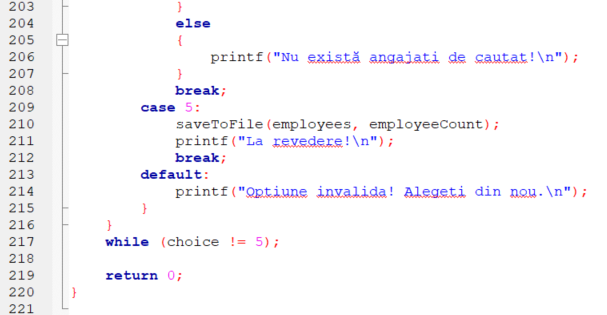 203 }
204 else
205 {
206 printf("Nu există angajati de cautat!\n");
207 }
208 break;
209 case 5:
210 saveToFile(employees, employeeCount);
211 printf("La revedere!\n");
212 break;
213 default:
214 printf("Optiune invalida! Alegeti din nou.\n");
215 }
216 }
217 while (choice != 5);
218
219 return 0;
220 }
221